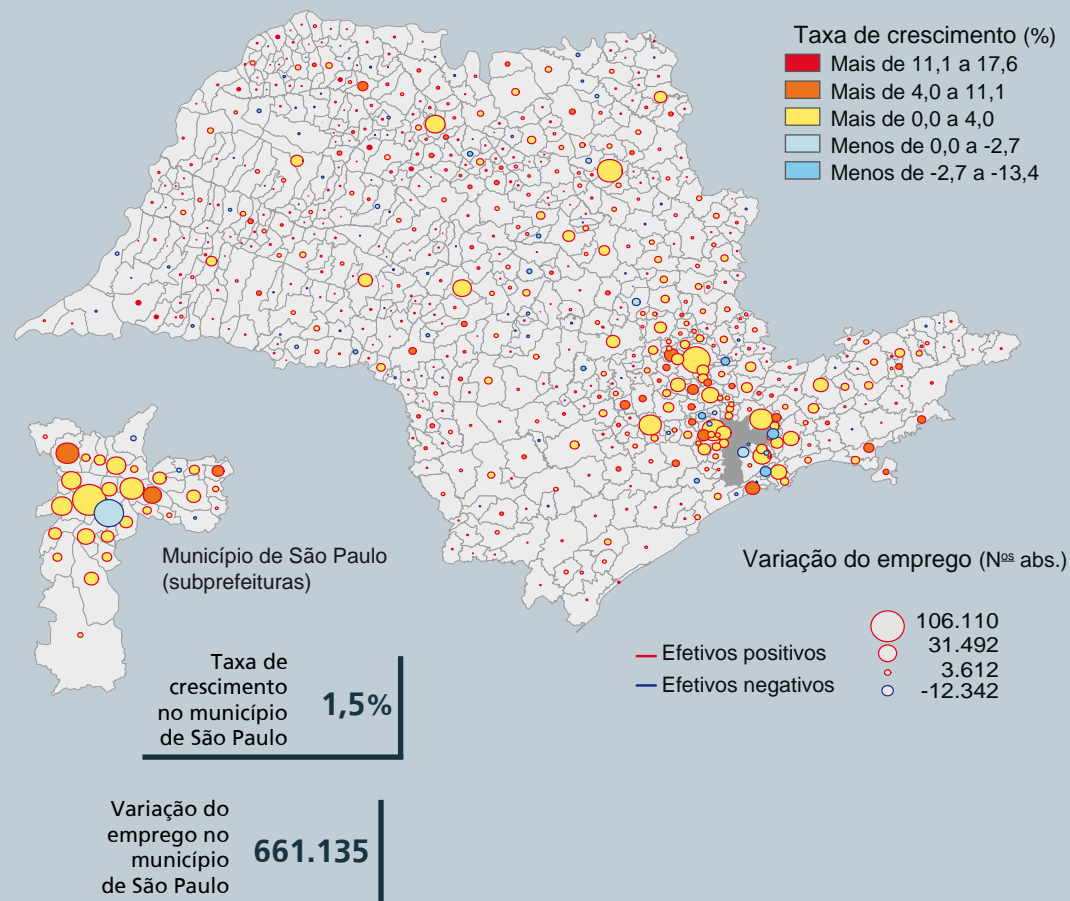 Taxa de crescimento (%)
Mais de 11,1 a 17,6
Mais de 4,0 a 11,1
Mais de 0,0 a 4,0
Menos de 0,0 a -2,7
Menos de -2,7 a -13,4
Município de São Paulo
(subprefeituras)
Variação do emprego (Nºs abs.)
Efetivos positivos
Efetivos negativos
106.110
31.492
3.612
-12.342
Taxa de
crescimento
no município
de São Paulo
1,5%
Variação do
emprego no
município
de São Paulo
661.135